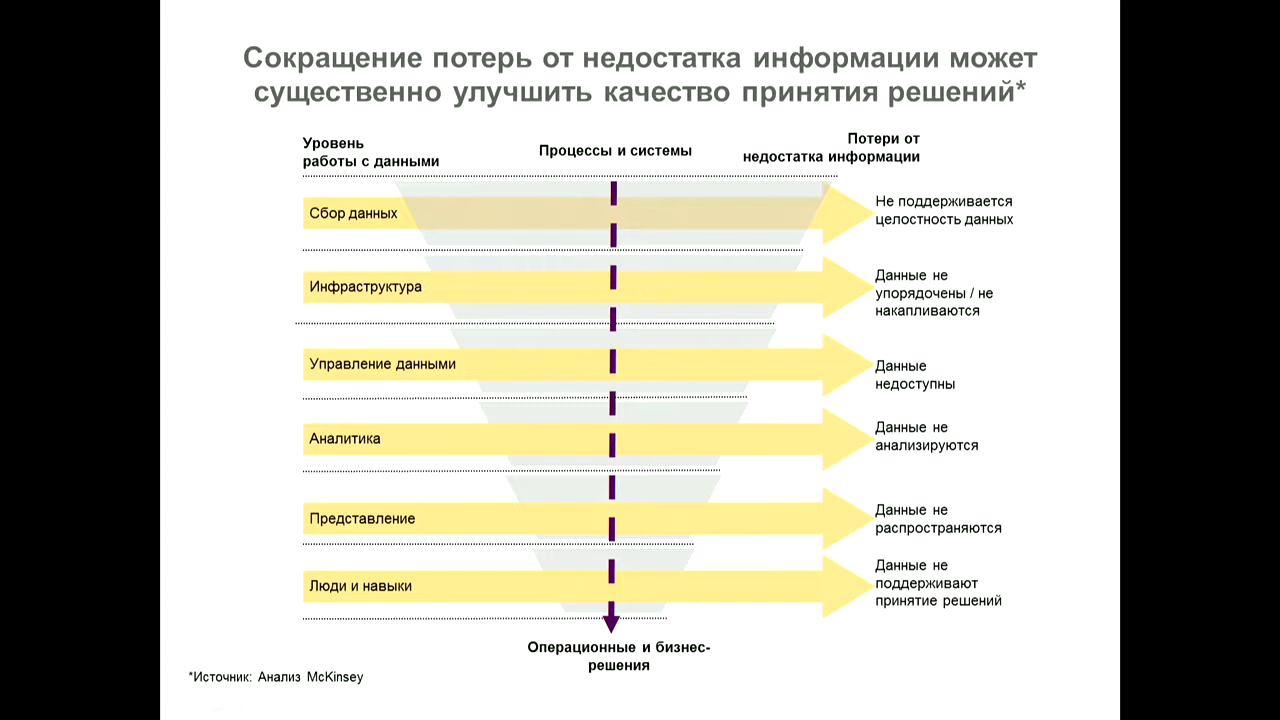 Сокращение потерь от недостатка информации может
существенно улучшить качество принятия решений*
Уровень
работы с данными
Процессы и системы
Потери от
недостатка информации
Сбор данных
Не поддерживается
целостность данных
Инфраструктура
Данные не
упорядочены / не
накапливаются
Управление данными
Данные
недоступны
Аналитика
Данные не
анализируются
Представление
Данные не
распространяются
Люди и навыки
Данные не
поддерживают
принятие решений
Операционные и бизнес-
решения
*Источник: Анализ McKinsey